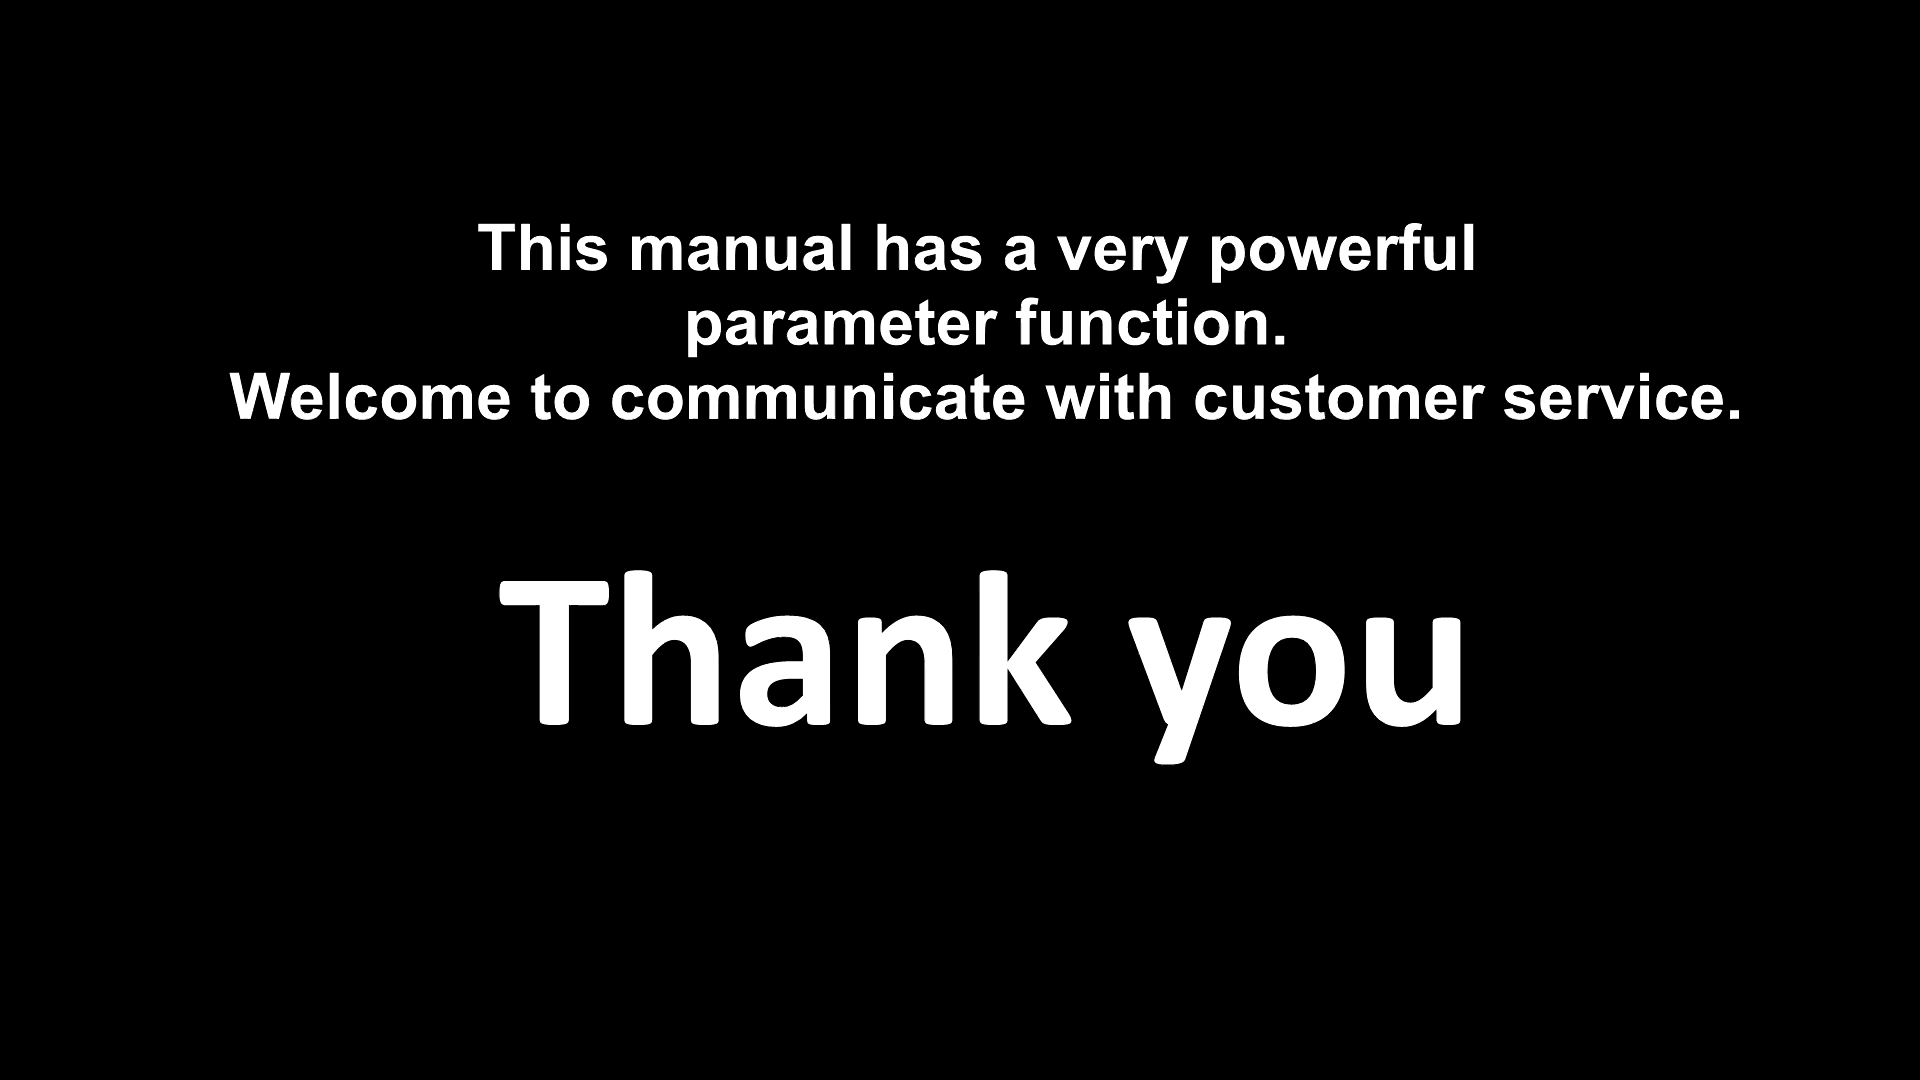 This manual has a very powerful
parameter function.
Welcome to communicate with customer service.
Thank you